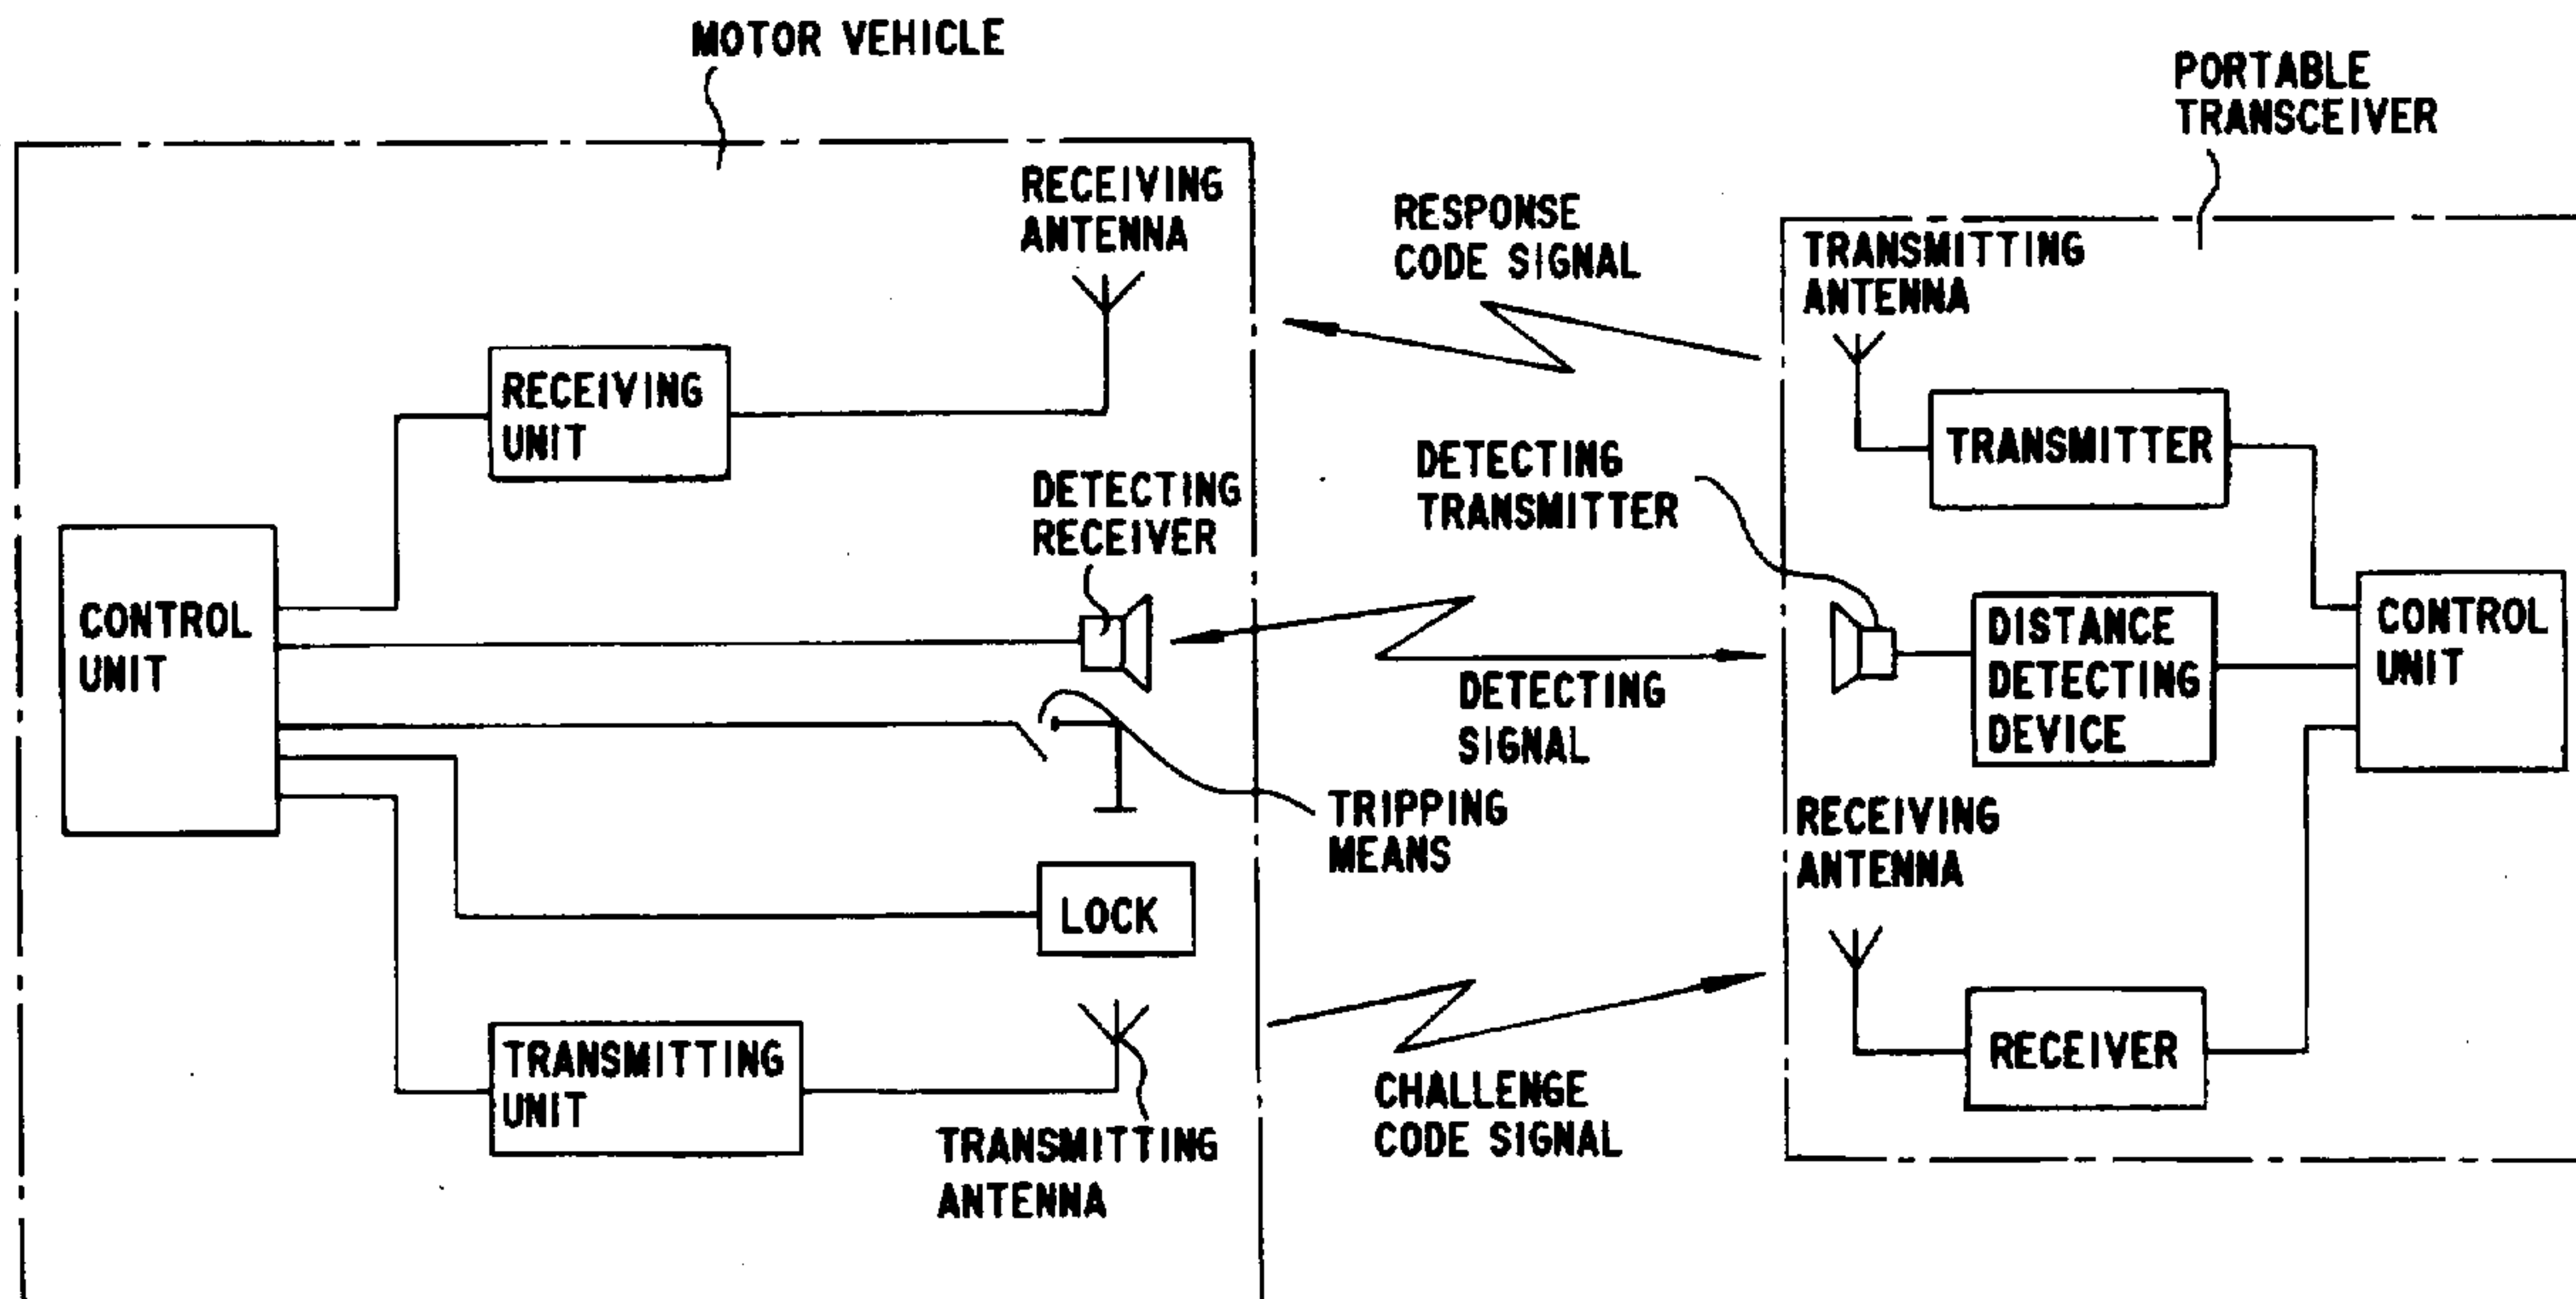 MOTOR VEHICLE
PORTABLE
TRANSCEIVER
RECEIVING
ANTENNA
RESPONSE
CODE SIGNAL
TRANSMITTING
ANTENNA
RECEIVING
UNIT
TRANSMITTER
DETECTING
RECEIVER
DETECTING
TRANSMITTER
CONTROL
UNIT
DISTANCE
DETECTING
DEVICE
CONTROL
UNIT
DETECTING
SIGNAL
TRIPPING
MEANS
RECEIVING
ANTENNA
LOCK
TRANSMITTING
UNIT
RECEIVER
TRANSMITTING
ANTENNA
CHALLENGE
CODE SIGNAL